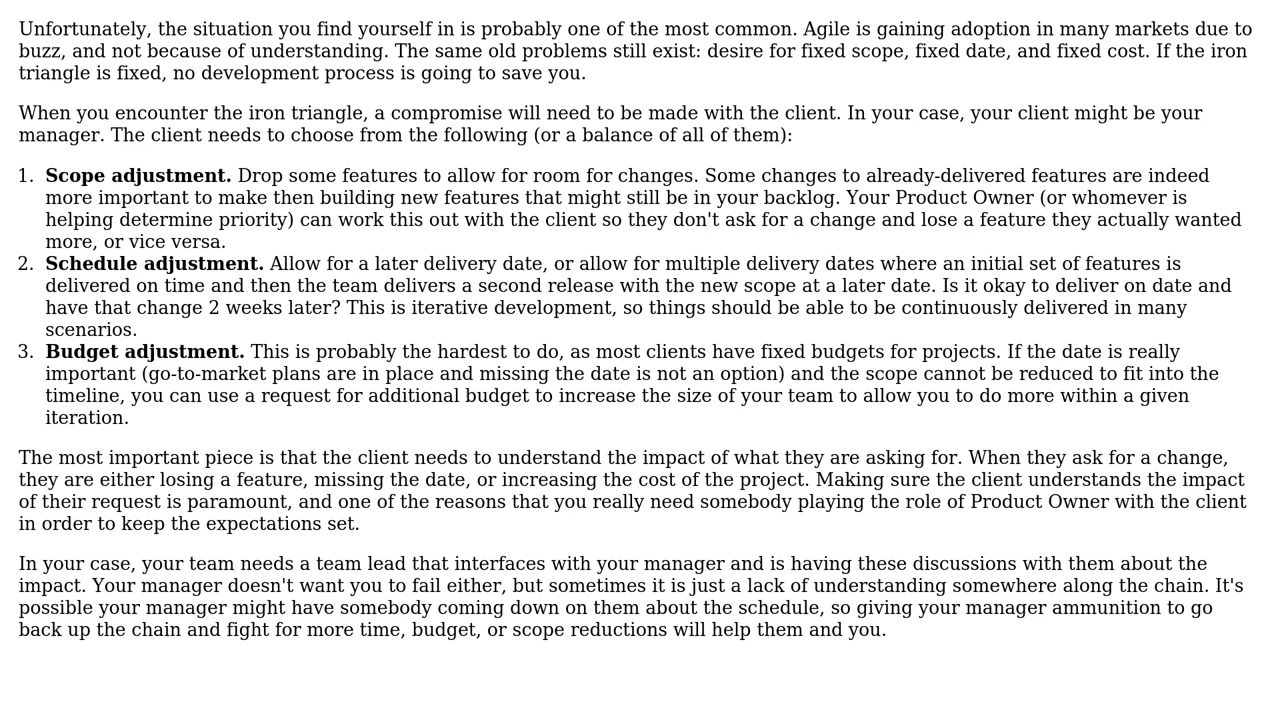 Unfortunately, the situation you find yourself in is probably one of the most common. Agile is gaining adoption in many markets due to
buzz, and not because of understanding. The same old problems still exist: desire for fixed scope, fixed date, and fixed cost. If the iron
triangle is fixed, no development process is going to save you.
When you encounter the iron triangle, a compromise will need to be made with the client. In your case, your client might be your
manager. The client needs to choose from the following (or a balance of all of them):
1. Scope adjustment. Drop some features to allow for room for changes. Some changes to already-delivered features are indeed
more important to make then building new features that might still be in your backlog. Your Product Owner (or whomever is
helping determine priority) can work this out with the client so they don't ask for a change and lose a feature they actually wanted
more, or vice versa.
2. Schedule adjustment. Allow for a later delivery date, or allow for multiple delivery dates where an initial set of features is
delivered on time and then the team delivers a second release with the new scope at a later date. Is it okay to deliver on date and
have that change 2 weeks later? This is iterative development, so things should be able to be continuously delivered in many
scenarios.
3. Budget adjustment. This is probably the hardest to do, as most clients have fixed budgets for projects. If the date is really
important (go-to-market plans are in place and missing the date is not an option) and the scope cannot be reduced to fit into the
timeline, you can use a request for additional budget to increase the size of your team to allow you to do more within a given
iteration.
The most important piece is that the client needs to understand the impact of what they are asking for. When they ask for a change,
they are either losing a feature, missing the date, or increasing the cost of the project. Making sure the client understands the impact
of their request is paramount, and one of the reasons that you really need somebody playing the role of Product Owner with the client
in order to keep the expectations set.
In your case, your team needs a team lead that interfaces with your manager and is having these discussions with them about the
impact. Your manager doesn't want you to fail either, but sometimes it is just a lack of understanding somewhere along the chain. It's
possible your manager might have somebody coming down on them about the schedule, so giving your manager ammunition to go
back up the chain and fight for more time, budget, or scope reductions will help them and you.